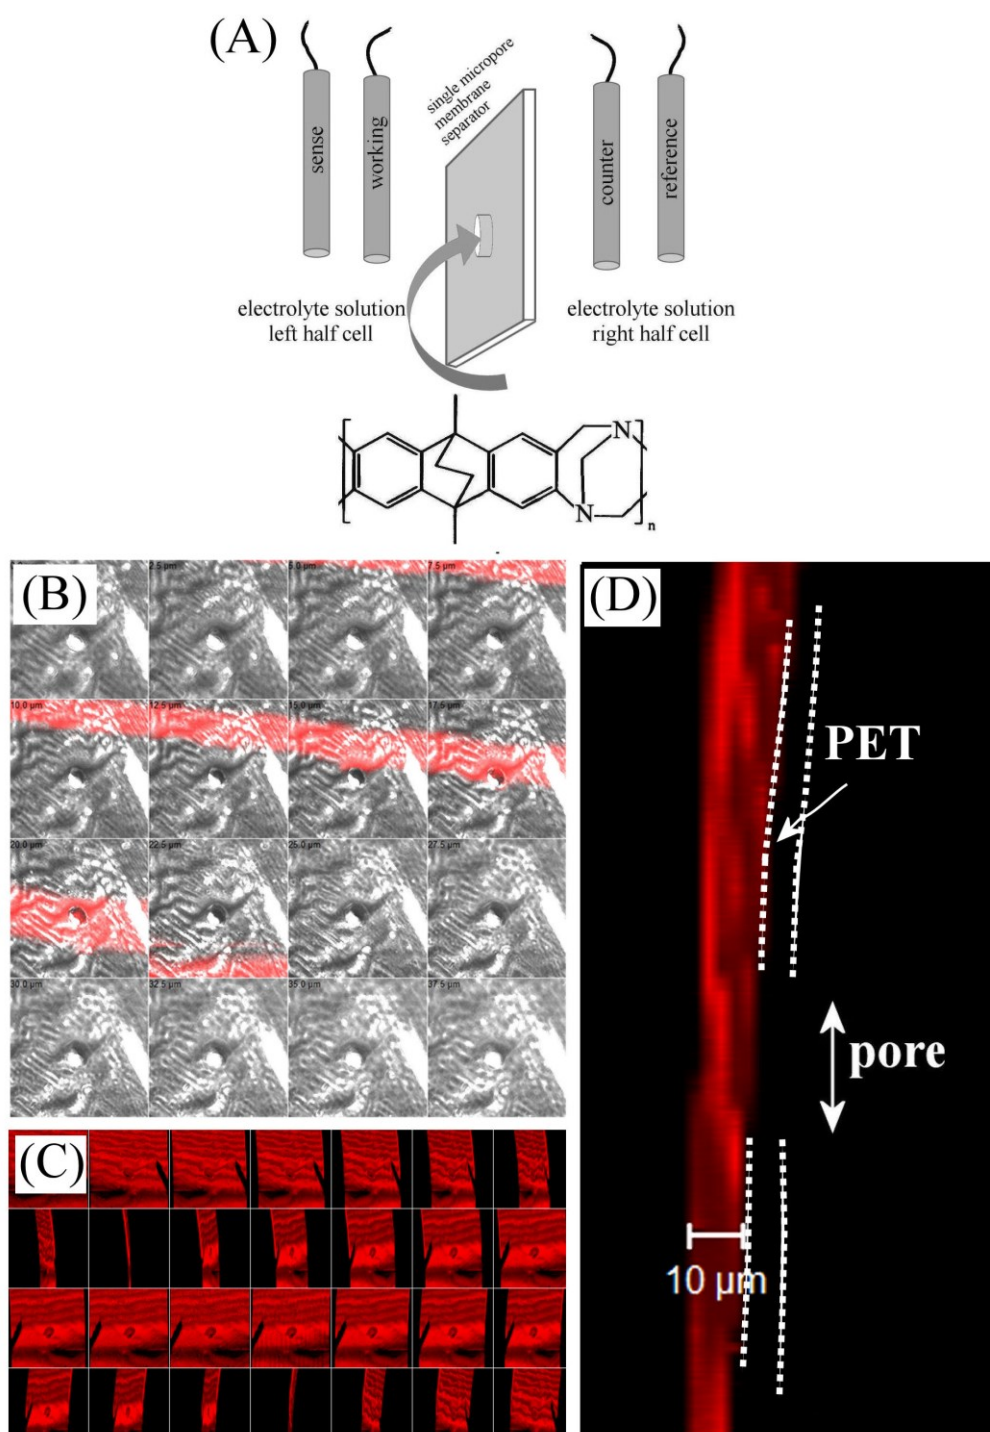 (A)
sense
working
single micropore
membrane
separator
counter
reference
electrolyte solution
left half cell
electrolyte solution
right half cell
N
N
n
(B)
2.5 µm
5.0 µm
7.5 µm
10.0 µm
12.5 µm
15.0 µm
17.5 µm
20.0 µm
22.5 µm
25.0 µm
27.5 µm
30.0 µm
32.5 µm
35.0 µm
37.5 µm
(C)
(D)
PET
pore
10 µm